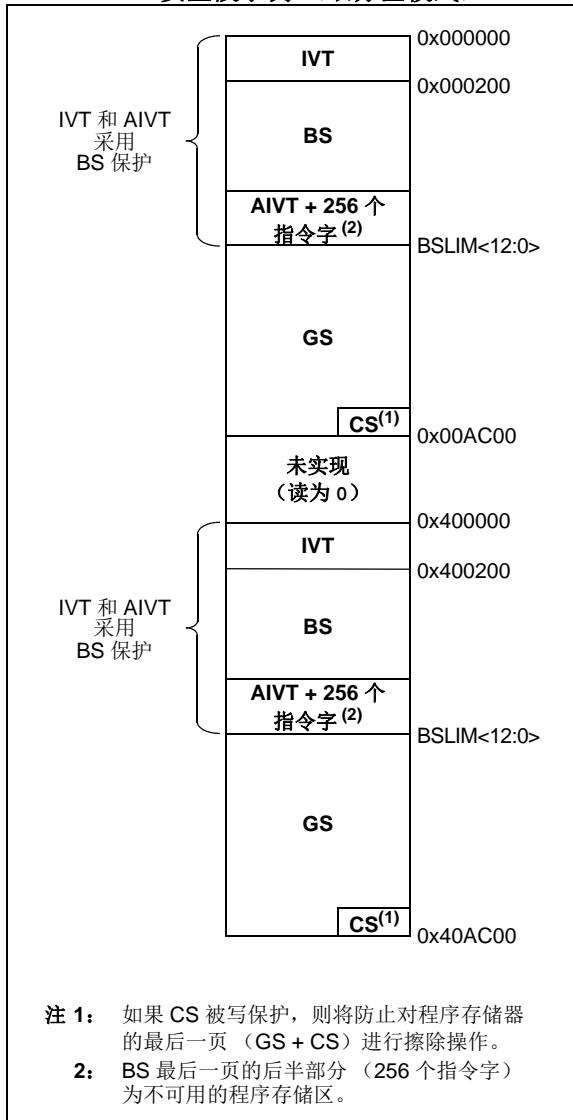 IVT
0x000000
0x000200
IVT 和 AIVT
采用
BS 保护
BS
AIVT + 256 个
指令字 (2)
BSLIM<12:0>
GS
CS(1)
0x00AC00
未实现
（读为 0）
0x400000
IVT
0x400200
IVT 和 AIVT
采用
BS 保护
BS
AIVT + 256 个
指令字 (2)
BSLIM<12:0>
GS
CS(1)
0x40AC00
注 1： 如果 CS 被写保护，则将防止对程序存储器
的最后一页 （GS + CS）进行擦除操作。
2： BS 最后一页的后半部分 （256 个指令字）
为不可用的程序存储区。